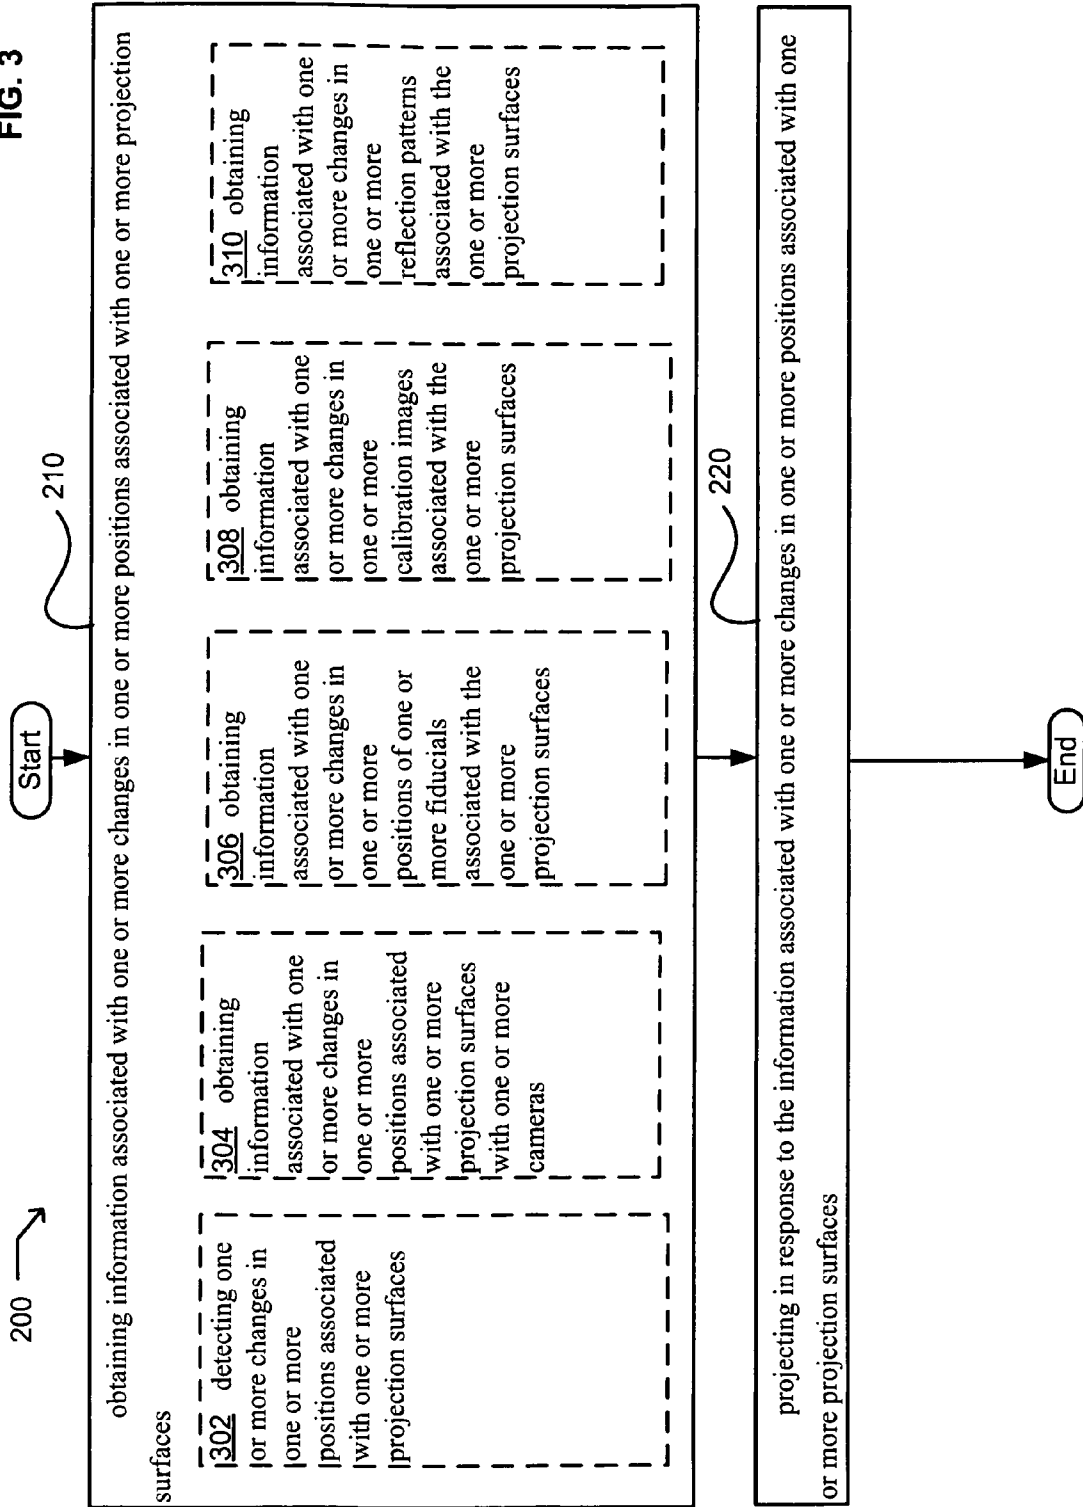 FIG. 3
200
Start
210
obtaining information associated with one or more changes in one or more positions associated with one or more projection
surfaces
302 detecting one
or more changes in
one or more
positions associated
with one or more
projection surfaces
304 obtaining
information
associated with one
or more changes in
one or more
positions associated
with one or more
projection surfaces
with one or more
cameras
306 obtaining
information
associated with one
or more changes in
one or more
positions of one or
more fiducials
associated with the
one or more
projection surfaces
308 obtaining
information
associated with one
or more changes in
one or more
calibration images
associated with the
one or more
projection surfaces
310 obtaining
information
associated with one
or more changes in
one or more
reflection patterns
associated with the
one or more
projection surfaces
220
projecting in response to the information associated with one or more changes in one or more positions associated with one
or more projection surfaces
End